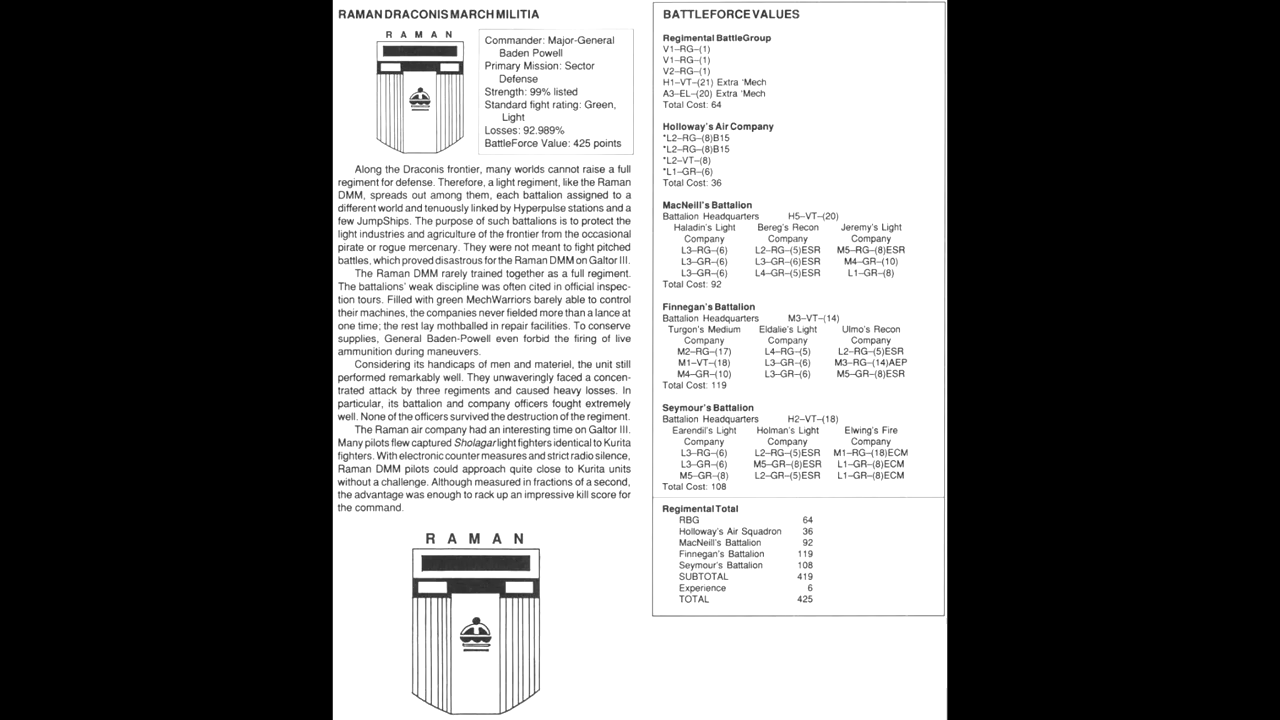 RAMAN DRACONIS MARCH MILITIA
R A M A N
Commander: Major-General
Baden Powell
Primary Mission: Sector
Defense
Strength: 99% listed
Standard fight rating: Green,
Light
Losses: 92.989%
BattleForce Value: 425 points
Along the Draconis frontier, many worlds cannot raise a full
regiment for defense. Therefore, a light regiment, like the Raman
DMM, spreads out among them, each battalion assigned to a
different world and tenuously linked by Hyperpulse stations and a
few JumpShips. The purpose of such battalions is to protect the
light industries and agriculture of the frontier from the occasional
pirate or rogue mercenary. They were not meant to fight pitched
battles, which proved disastrous for the Raman DMM on Galtor III.
The Raman DMM rarely trained together as a full regiment.
The battalions' weak discipline was often cited in official inspec-
tion tours. Filled with green MechWarriors barely able to control
their machines, the companies never fielded more than a lance at
one time; the rest lay mothballed in repair facilities. To conserve
supplies, General Baden-Powell even forbid the firing of live
ammunition during maneuvers.
Considering its handicaps of men and materiel, the unit still
performed remarkably well. They unwaveringly faced a concen-
trated attack by three regiments and caused heavy losses. In
particular, its battalion and company officers fought extremely
well. None of the officers survived the destruction of the regiment.
The Raman air company had an interesting time on Galtor III.
Many pilots flew captured Sholagar light fighters identical to Kurita
fighters. With electronic counter measures and strict radio silence,
Raman DMM pilots could approach quite close to Kurita units
without a challenge. Although measured in fractions of a second,
the advantage was enough to rack up an impressive kill score for
the command.
R A M A N
BATTLEFORCE VALUES
Regimental BattleGroup
V1–RG–(1)
V1–RG–(1)
V2–RG–(1)
H1–VT–(21) Extra 'Mech
A3–EL–(20) Extra 'Mech
Total Cost: 64
Holloway's Air Company
*L2–RG–(8)B15
*L2–RG–(8)B15
*L2–VT–(8)
*L1–GR–(6)
Total Cost: 36
MacNeill's Battalion
Battalion Headquarters H5–VT–(20)
Haladin's Light Bereg's Recon Jeremy's Light
Company Company Company
L3–RG–(6) L2–RG–(5)ESR M5–RG–(8)ESR
L3–GR–(6) L3–GR–(6)ESR M4–GR–(10)
L3–GR–(6) L4–GR–(5)ESR L1–GR–(8)
Total Cost: 92
Finnegan's Battalion
Battalion Headquarters M3–VT–(14)
Turgon's Medium Eldalie's Light Ulmo's Recon
Company Company Company
M2–RG–(17) L4–RG–(5) L2–RG–(5)ESR
M1–VT–(18) L3–GR–(6) M3–RG–(14)AEP
M4–GR–(10) L3–GR–(6) M5–GR–(8)ESR
Total Cost: 119
Seymour's Battalion
Battalion Headquarters H2–VT–(18)
Earendil's Light Holman's Light Elwing's Fire
Company Company Company
L3–RG–(6) L2–RG–(5)ESR M1–RG–(18)ECM
L3–GR–(6) M5–GR–(8)ESR L1–GR–(8)ECM
M5–GR–(8) L2–GR–(5)ESR L1–GR–(8)ECM
Total Cost: 108
Regimental Total
RBG 64
Holloway's Air Squadron 36
MacNeill's Battalion 92
Finnegan's Battalion 119
Seymour's Battalion 108
SUBTOTAL 419
Experience 6
TOTAL 425